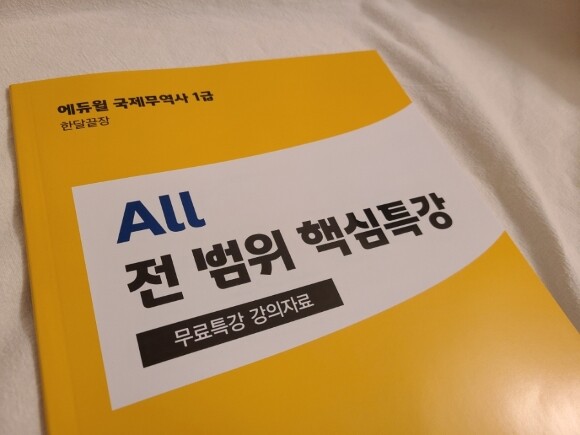 에듀윌 국제무역사 1급
한달끝장
All
전 범위 핵심특강
무료특강 강의자료